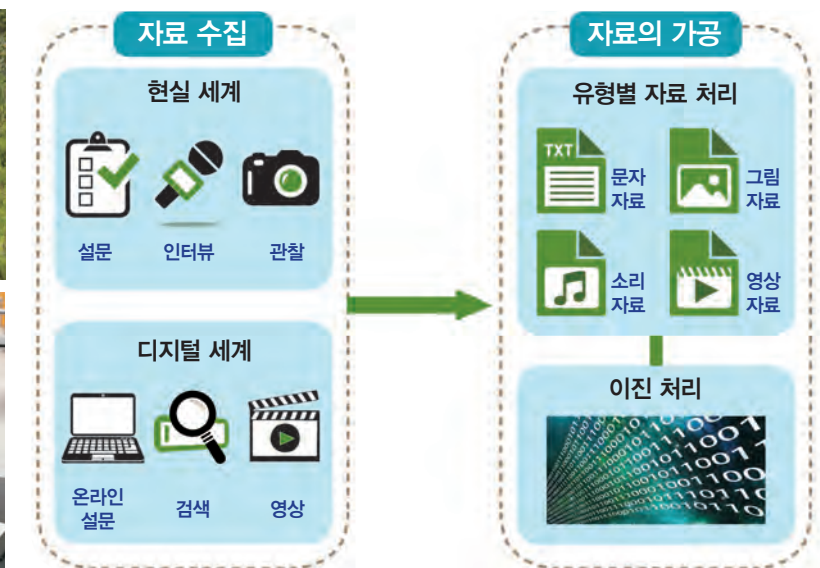 자료 수집
현실 세계
설문
인터뷰
관찰
디지털 세계
온라인
설문
검색
영상
자료의 가공
유형별 자료 처리
TXT
문자
자료
그림
자료
소리
자료
영상
자료
이진 처리